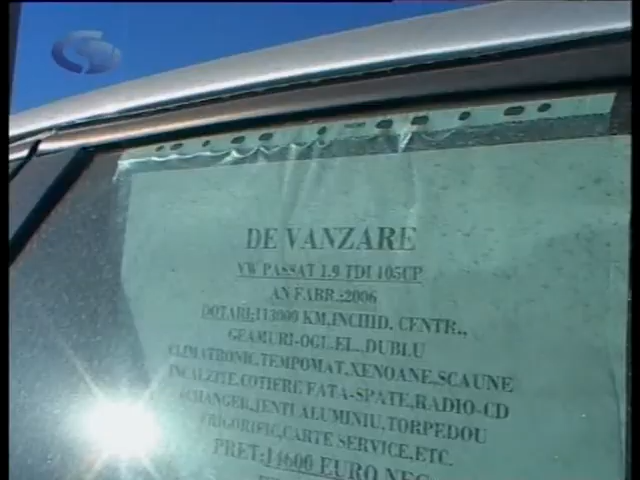 DE VANZARE
VW PASSAT 1.9 TDI 105CP
AN FABR.:2006
DOTARI:113000 KM,INCHID. CENTR.,
GEAMURI-OGL.EL.,DUBLU
CLIMATRONIC,TEMPOMAT,XENOANE,SCAUNE
INCALZITE,COTIERE FATA-SPATE,RADIO-CD
CHANGER,JENTI ALUMINIU,TORPEDOU
FRIGORIFIC,CARTE SERVICE,ETC.
PRET:14600 EURO NEG